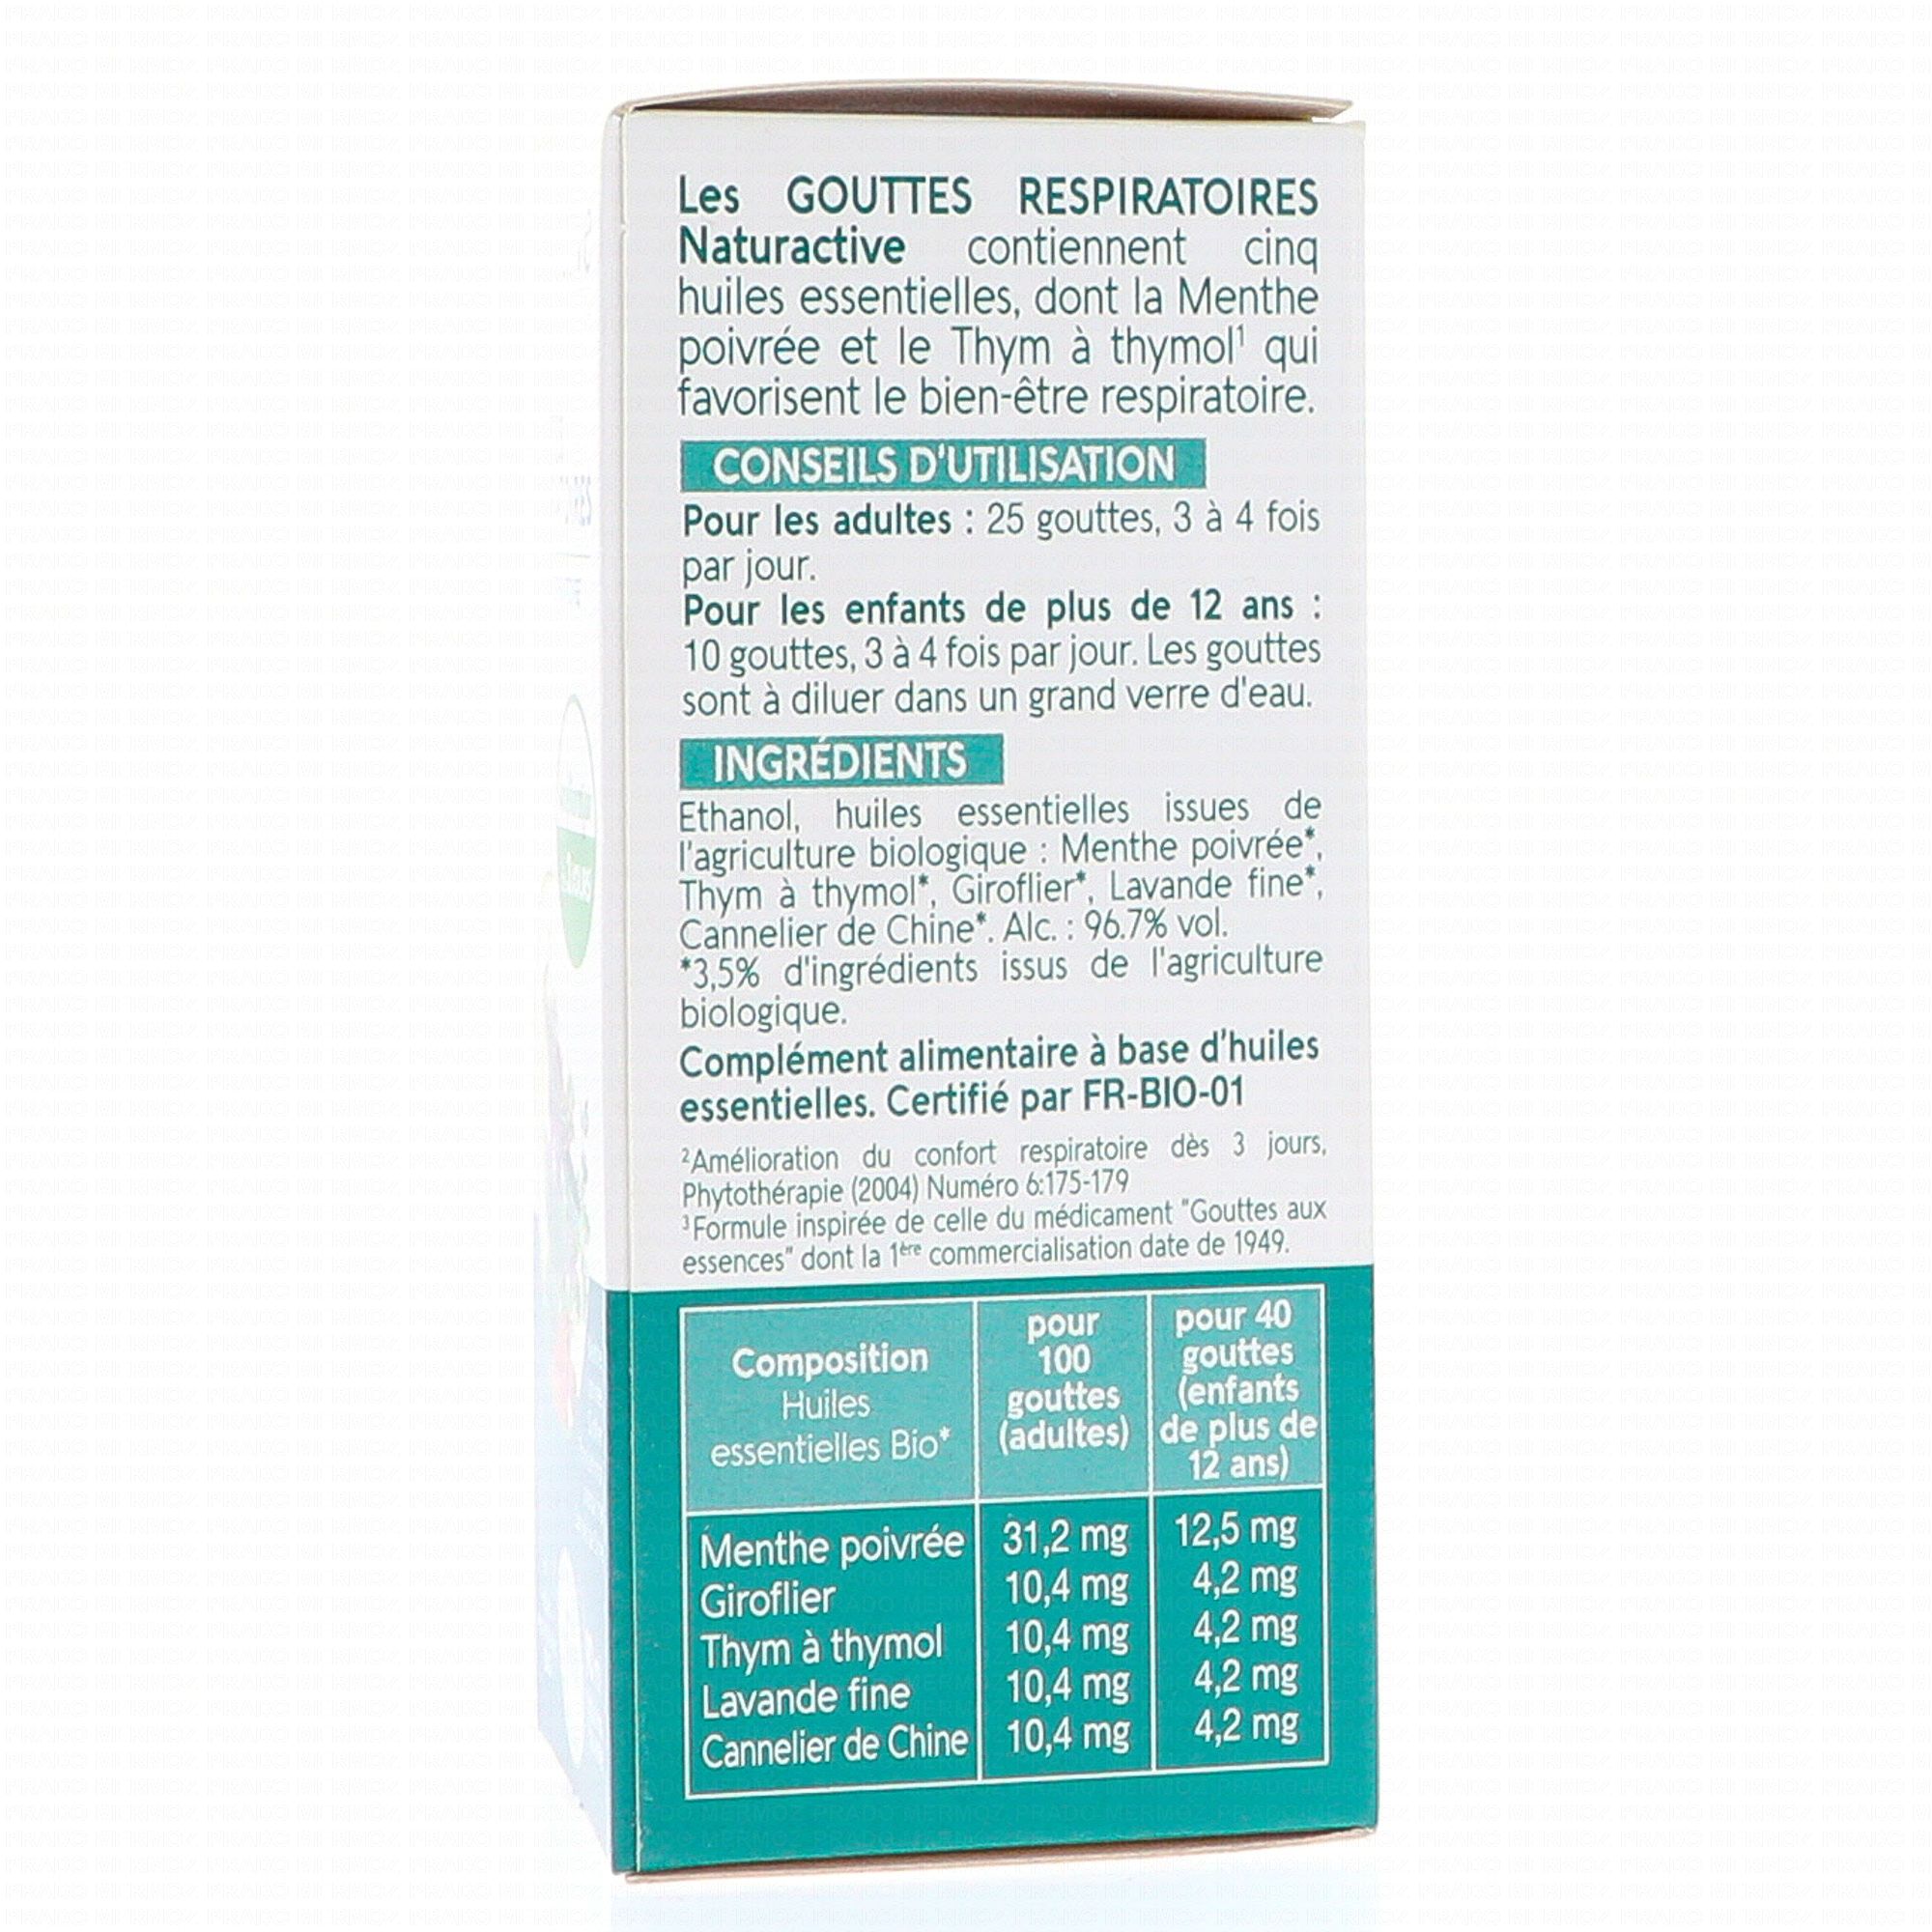 Les GOUTTES RESPIRATOIRES
Naturactive contiennent cinq
huiles essentielles, dont la Menthe
poivrée et le Thym à thymol¹ qui
favorisent le bien-être respiratoire.
CONSEILS D'UTILISATION
Pour les adultes : 25 gouttes, 3 à 4 fois
par jour.
Pour les enfants de plus de 12 ans :
10 gouttes, 3 à 4 fois par jour. Les gouttes
sont à diluer dans un grand verre d'eau.
INGRÉDIENTS
Ethanol, huiles essentielles issues de
l'agriculture biologique : Menthe poivrée*,
Thym à thymol*, Giroflier*, Lavande fine*,
Cannelier de Chine*. Alc. : 96.7% vol.
*3,5% d'ingrédients issus de l'agriculture
biologique.
Complément alimentaire à base d'huiles
essentielles. Certifié par FR-BIO-01
²Amélioration du confort respiratoire dès 3 jours,
Phytothérapie (2004) Numéro 6:175-179
³Formule inspirée de celle du médicament "Gouttes aux
essences" dont la 1ère commercialisation date de 1949.
Composition
Huiles
essentielles Bio*
pour
100
gouttes
(adultes)
pour 40
gouttes
(enfants
de plus de
12 ans)
Menthe poivrée 31,2 mg 12,5 mg
Giroflier 10,4 mg 4,2 mg
Thym à thymol 10,4 mg 4,2 mg
Lavande fine 10,4 mg 4,2 mg
Cannelier de Chine 10,4 mg 4,2 mg